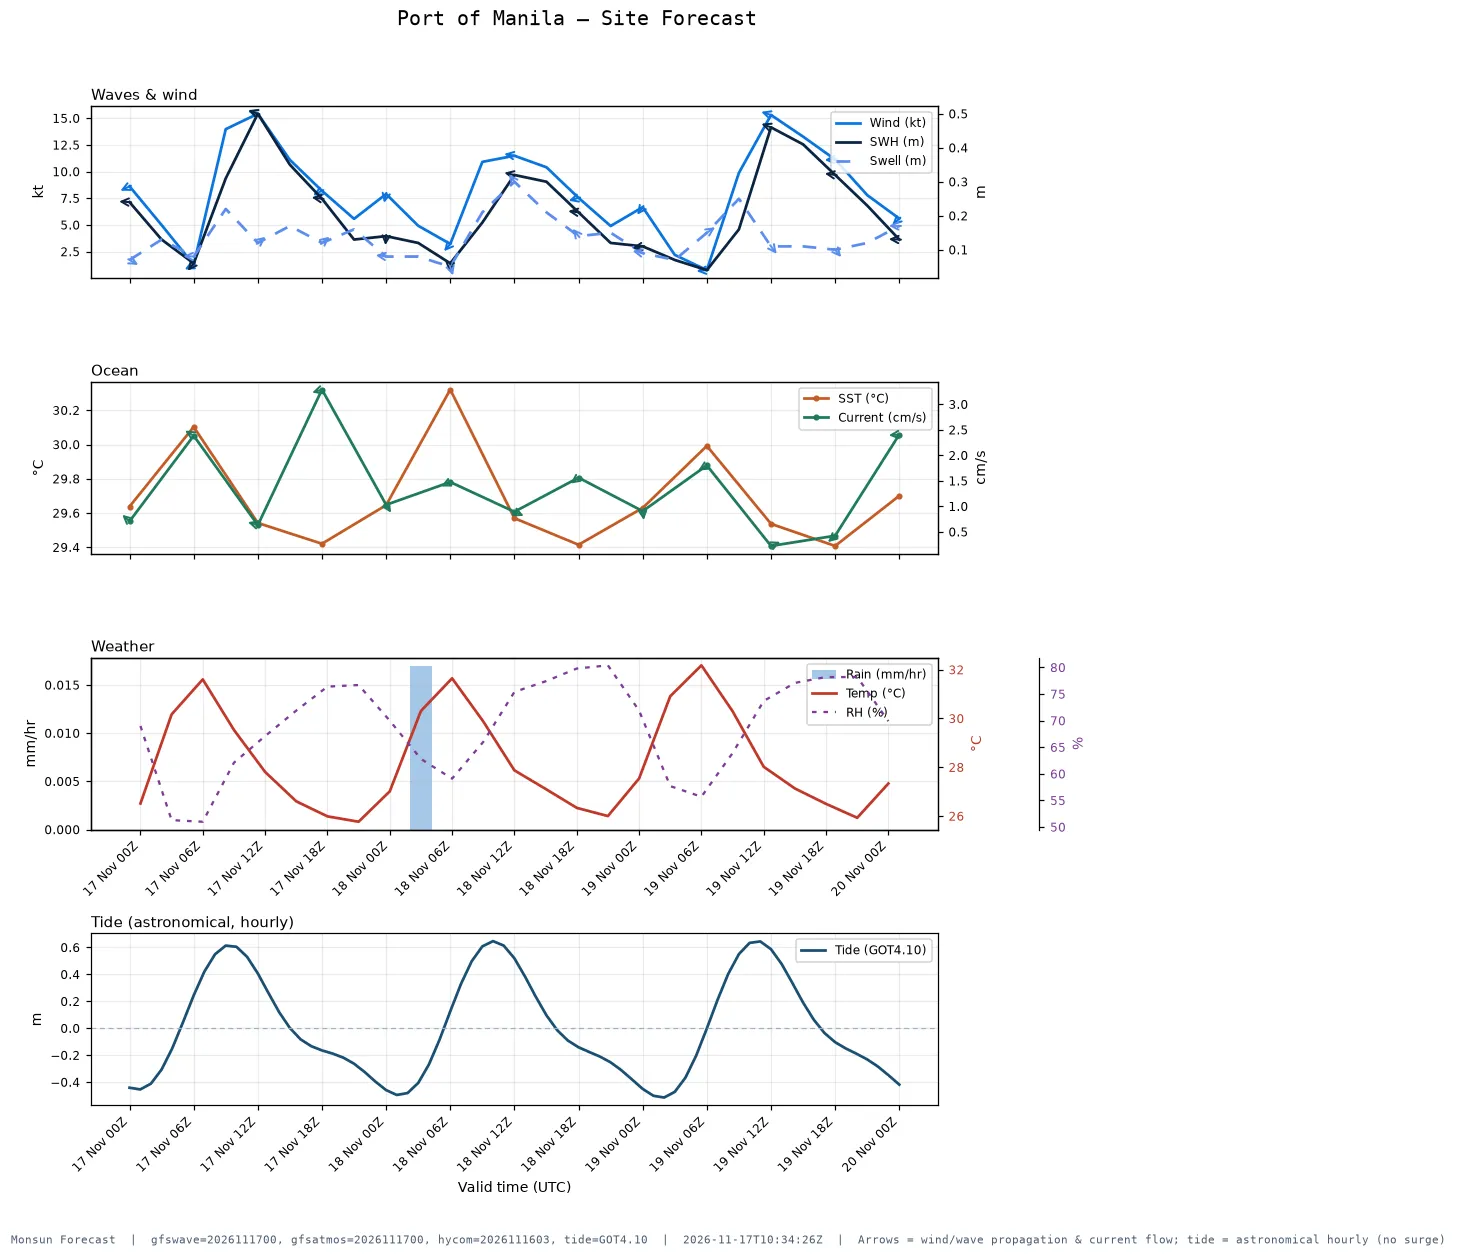 Port of Manila — Site Forecast
Waves & wind
15.0
12.5
10.0
7.5
5.0
2.5
kt
0.5
0.4
0.3
0.2
0.1
m
Wind (kt)
SWH (m)
Swell (m)
Ocean
30.2
30.0
29.8
29.6
29.4
°C
3.0
2.5
2.0
1.5
1.0
0.5
cm/s
SST (°C)
Current (cm/s)
Weather
0.015
0.010
0.005
0.000
mm/hr
32
30
28
26
°C
80
75
70
65
60
55
50
%
Rain (mm/hr)
Temp (°C)
RH (%)
17 Nov 00Z
17 Nov 06Z
17 Nov 12Z
17 Nov 18Z
18 Nov 00Z
18 Nov 06Z
18 Nov 12Z
18 Nov 18Z
19 Nov 00Z
19 Nov 06Z
19 Nov 12Z
19 Nov 18Z
20 Nov 00Z
Tide (astronomical, hourly)
0.6
0.4
0.2
0.0
−0.2
−0.4
m
Tide (GOT4.10)
17 Nov 00Z
17 Nov 06Z
17 Nov 12Z
17 Nov 18Z
18 Nov 00Z
18 Nov 06Z
18 Nov 12Z
18 Nov 18Z
19 Nov 00Z
19 Nov 06Z
19 Nov 12Z
19 Nov 18Z
20 Nov 00Z
Valid time (UTC)
Monsun Forecast | gfswave=2026111700, gfsatmos=2026111700, hycom=2026111603, tide=GOT4.10 | 2026-11-17T10:34:26Z | Arrows = wind/wave propagation & current flow; tide = astronomical hourly (no surge)